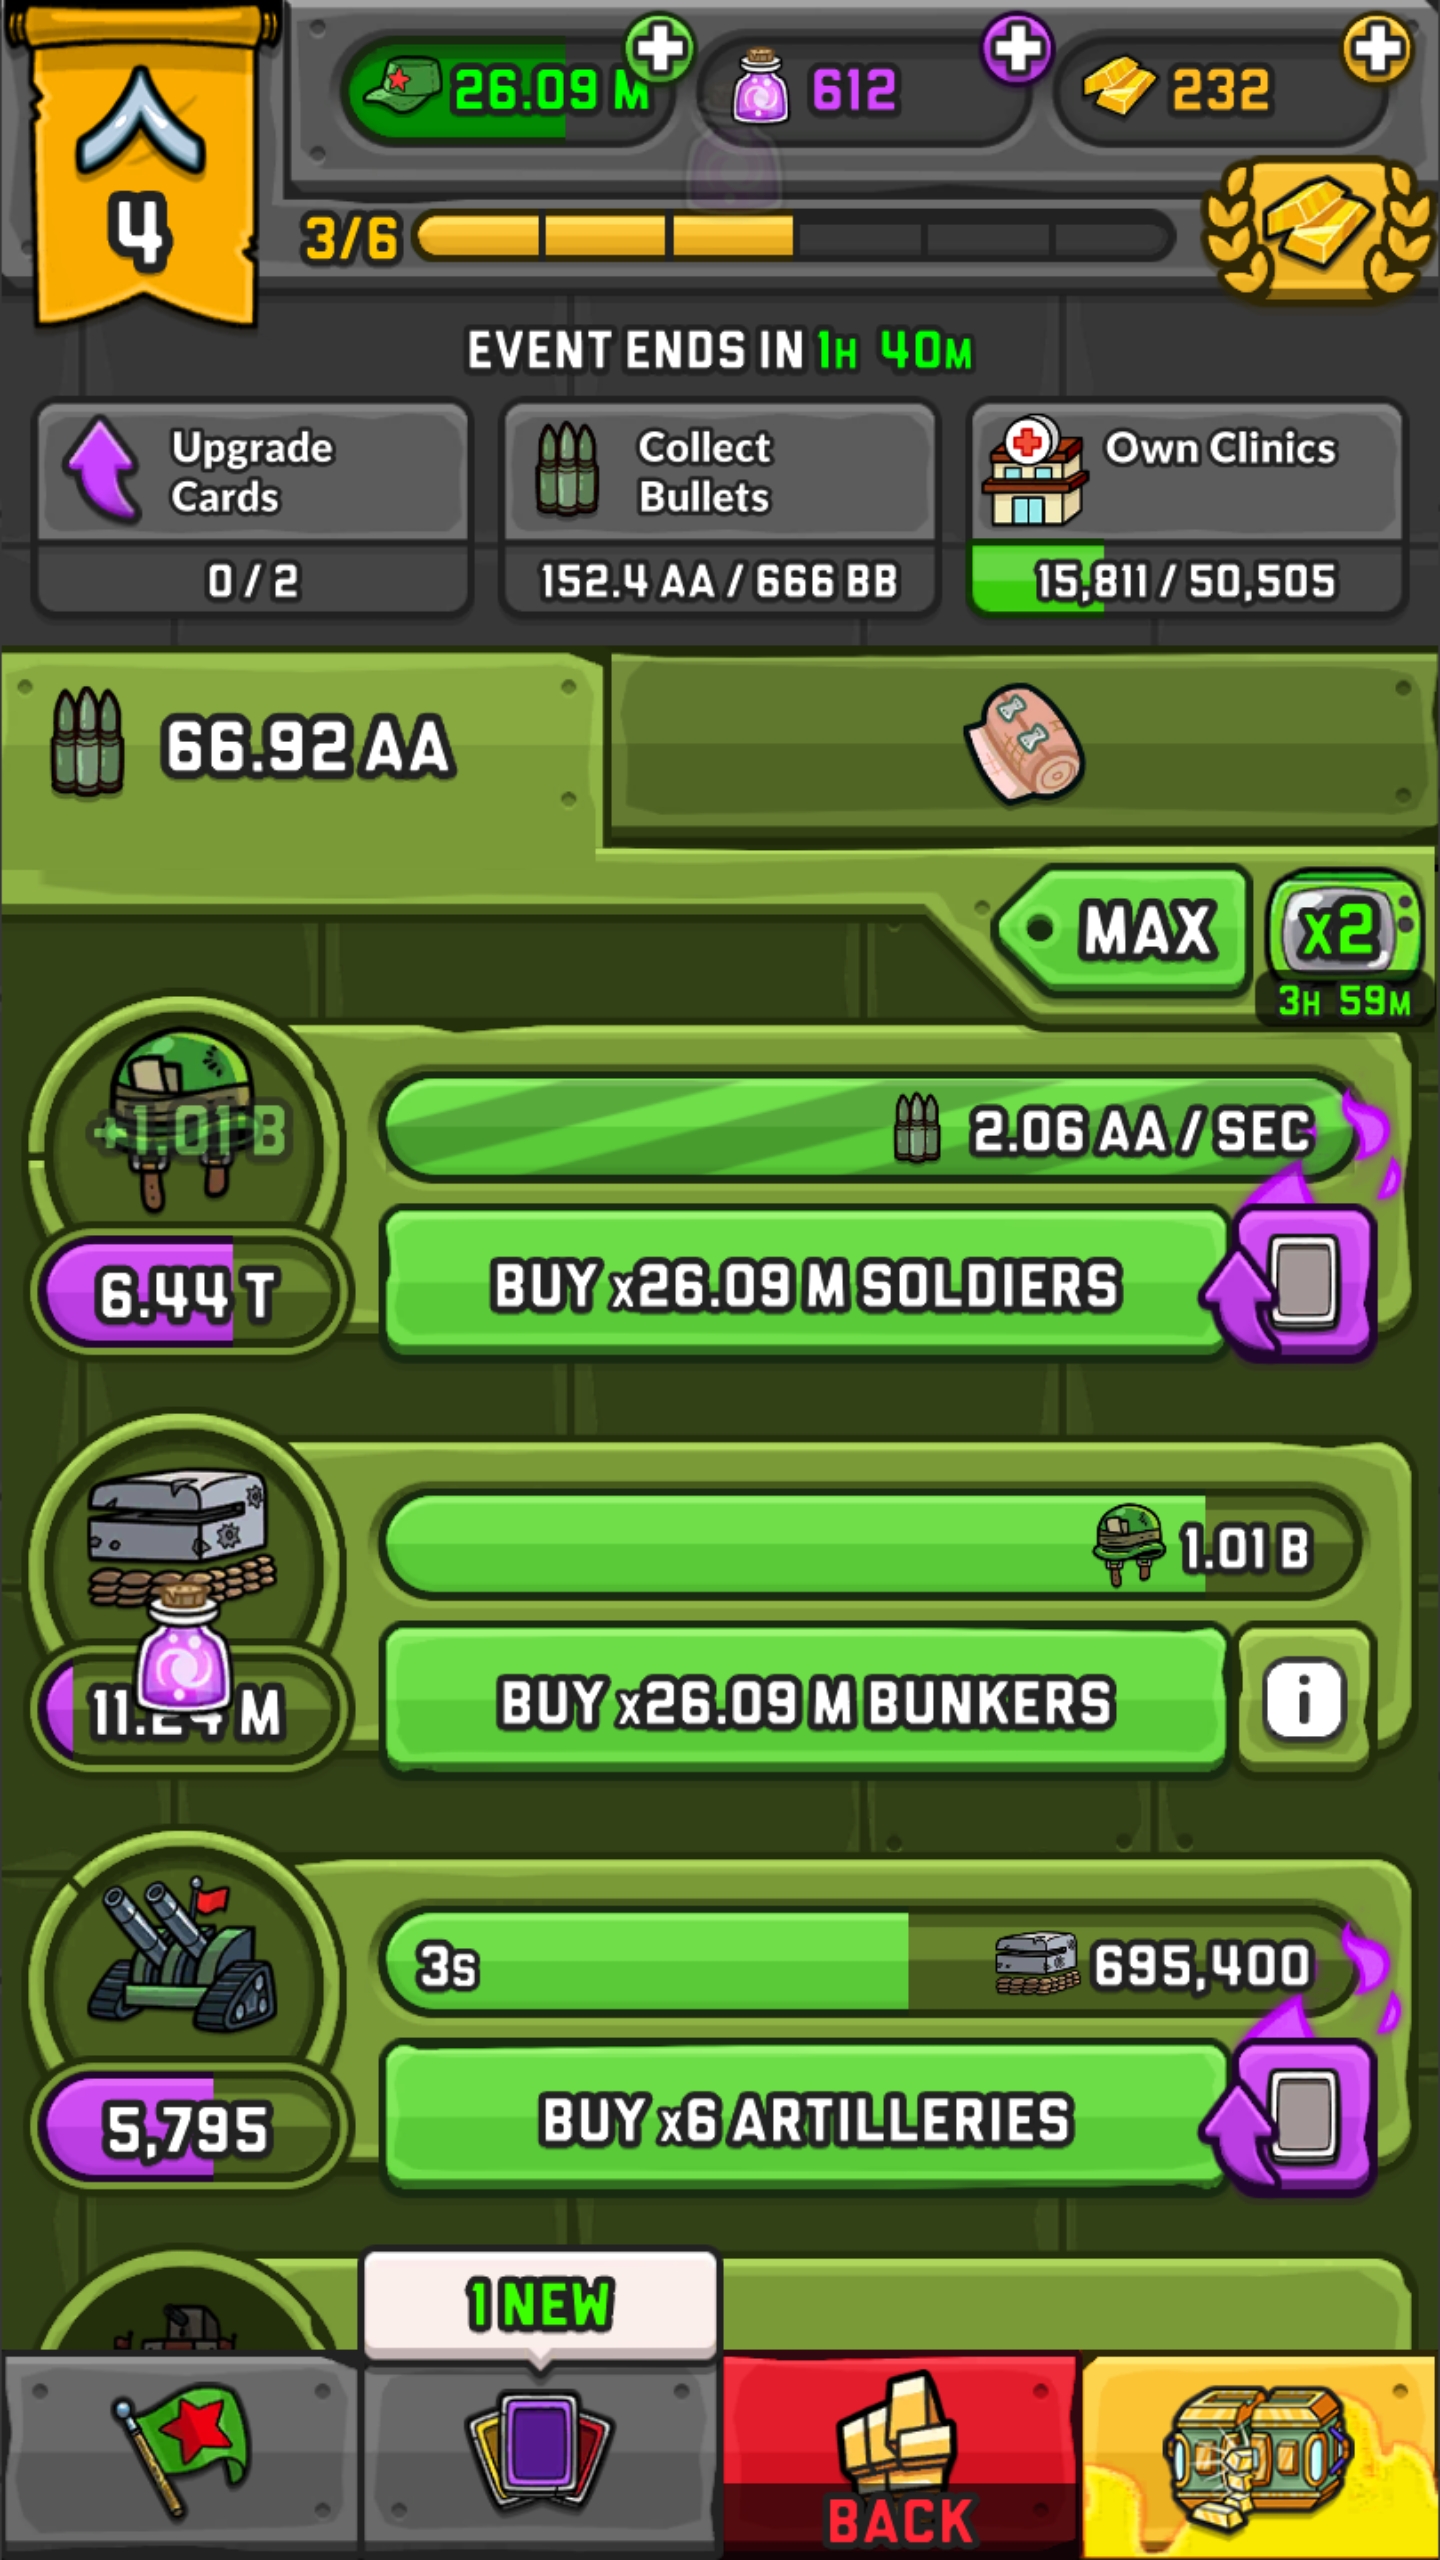 26.09 M
612
232
4
3/6
EVENT ENDS IN 1H 40M
Upgrade
Cards
0 / 2
Collect
Bullets
152.4 AA / 666 BB
Own Clinics
15,811 / 50,505
66.92 AA
MAX
x2
3H 59M
+1.01 B
2.06 AA / SEC
6.44 T
BUY x26.09 M SOLDIERS
1.01 B
11.24 M
BUY x26.09 M BUNKERS
i
3s
695,400
5,795
BUY x6 ARTILLERIES
1 NEW
BACK